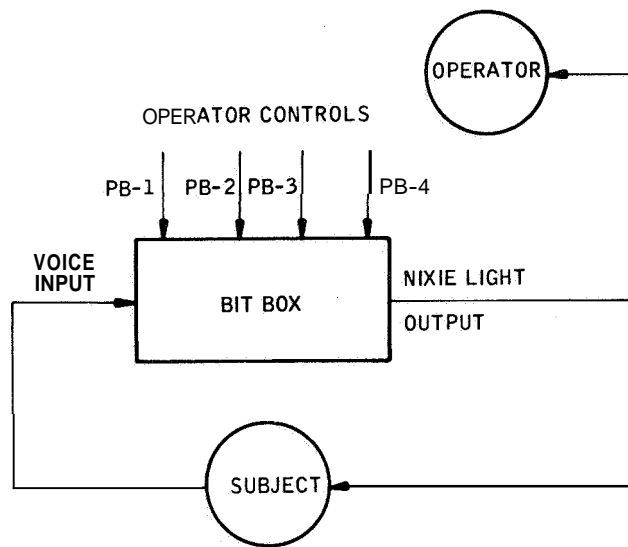 OPERATOR
OPERATOR CONTROLS
PB-1 PB-2 PB-3 PB-4
VOICE
INPUT
BIT BOX
NIXIE LIGHT
OUTPUT
SUBJECT